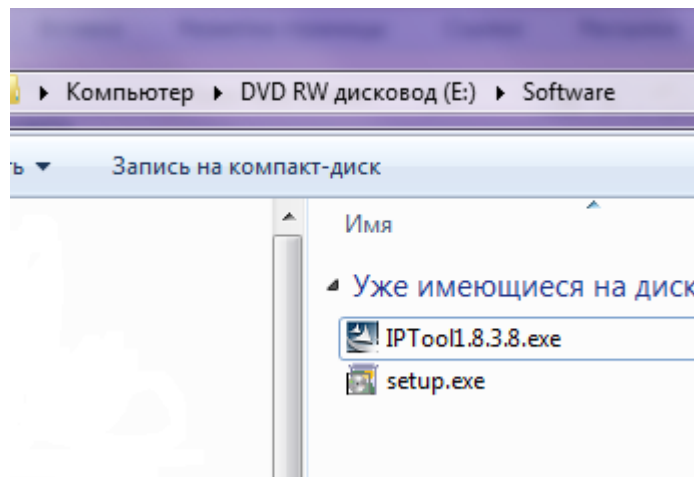 Компьютер ▸ DVD RW дисковод (E:) ▸ Software
ть Запись на компакт-диск
Имя
Уже имеющиеся на диск
IPTool1.8.3.8.exe
setup.exe